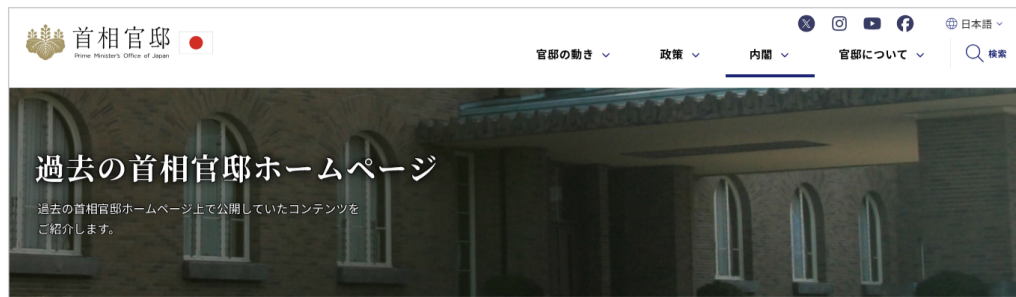 首相官邸
Prime Minister's Office of Japan
日本語
官邸の動き
政策
内閣
官邸について
検索
過去の首相官邸ホームページ
過去の首相官邸ホームページ上で公開していたコンテンツを
ご紹介します。